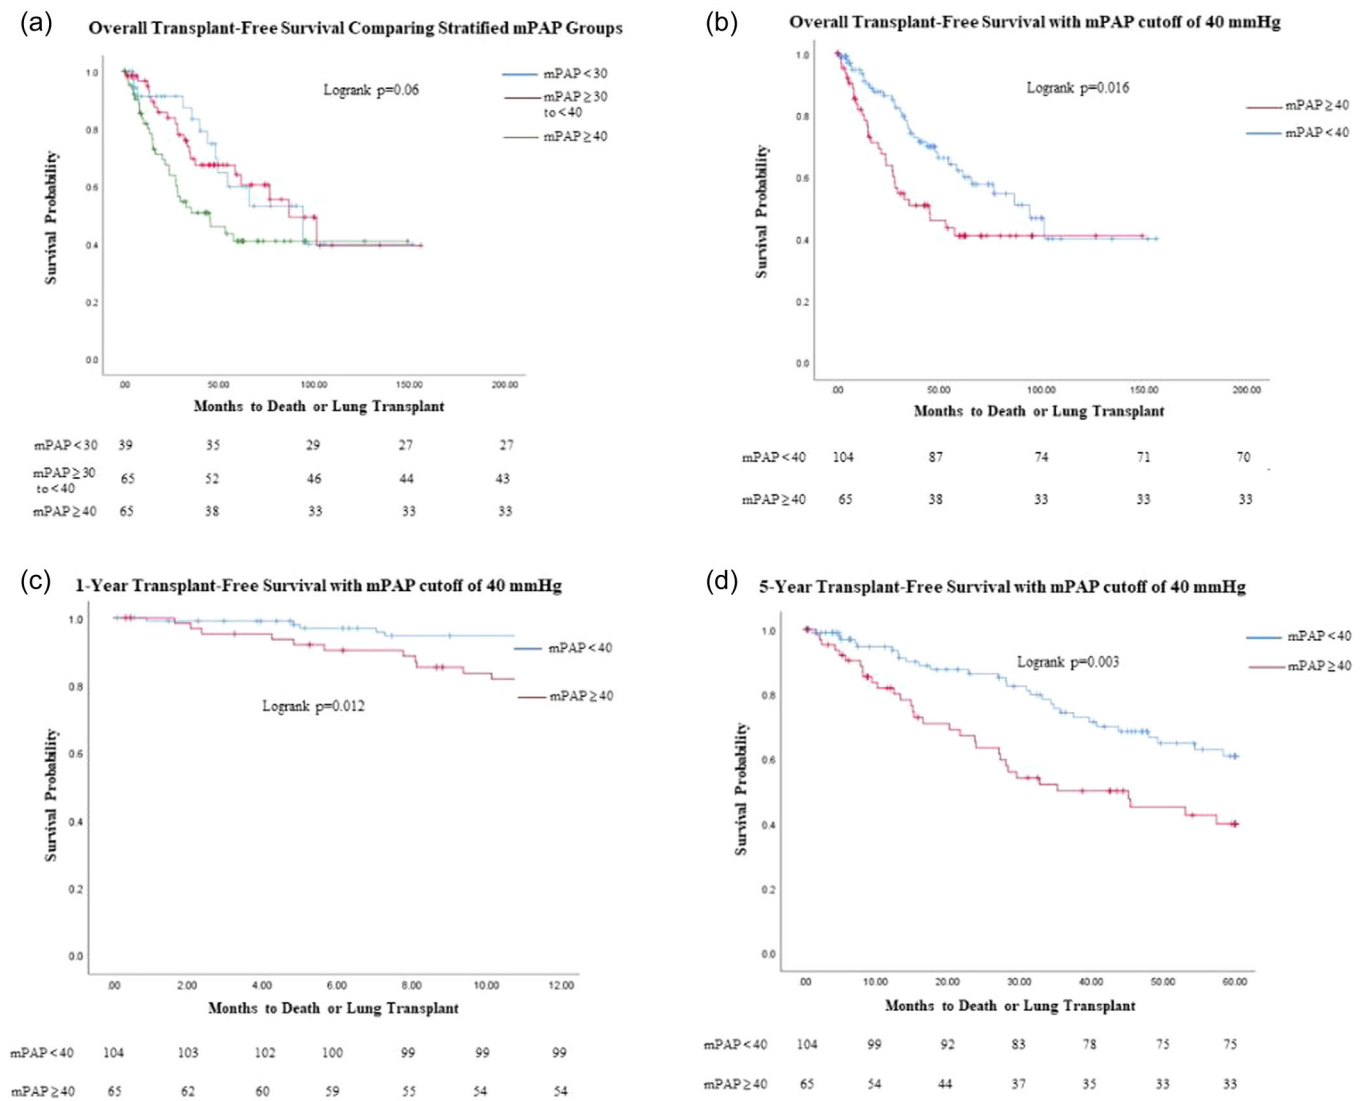 (a)
Overall Transplant-Free Survival Comparing Stratified mPAP Groups
mPAP<30
mPAP≥30
to<40
mPAP≥40
Logrank p=0.06
Survival Probability
1.0
0.8
0.6
0.4
0.2
0.0
.00 50.00 100.00 150.00 200.00
Months to Death or Lung Transplant
mPAP<30 39 35 29 27 27
mPAP≥30
to<40 65 52 46 44 43
mPAP≥40 65 38 33 33 33
(b)
Overall Transplant-Free Survival with mPAP cutoff of 40 mmHg
Logrank p=0.016
mPAP≥40
mPAP<40
Survival Probability
1.0
0.8
0.6
0.4
0.2
0.0
.00 50.00 100.00 150.00 200.00
Months to Death or Lung Transplant
mPAP<40 104 87 74 71 70
mPAP≥40 65 38 33 33 33
(c)
1-Year Transplant-Free Survival with mPAP cutoff of 40 mmHg
mPAP<40
mPAP≥40
Logrank p=0.012
Survival Probability
1.0
0.8
0.6
0.4
0.2
0.0
.00 2.00 4.00 6.00 8.00 10.00 12.00
Months to Death or Lung Transplant
mPAP<40 104 103 102 100 99 99 99
mPAP≥40 65 62 60 59 55 54 54
(d)
5-Year Transplant-Free Survival with mPAP cutoff of 40 mmHg
mPAP<40
mPAP≥40
Logrank p=0.003
Survival Probability
1.0
0.8
0.6
0.4
0.2
0.0
.00 10.00 20.00 30.00 40.00 50.00 60.00
Months to Death or Lung Transplant
mPAP<40 104 99 92 83 78 75 75
mPAP≥40 65 54 44 37 35 33 33